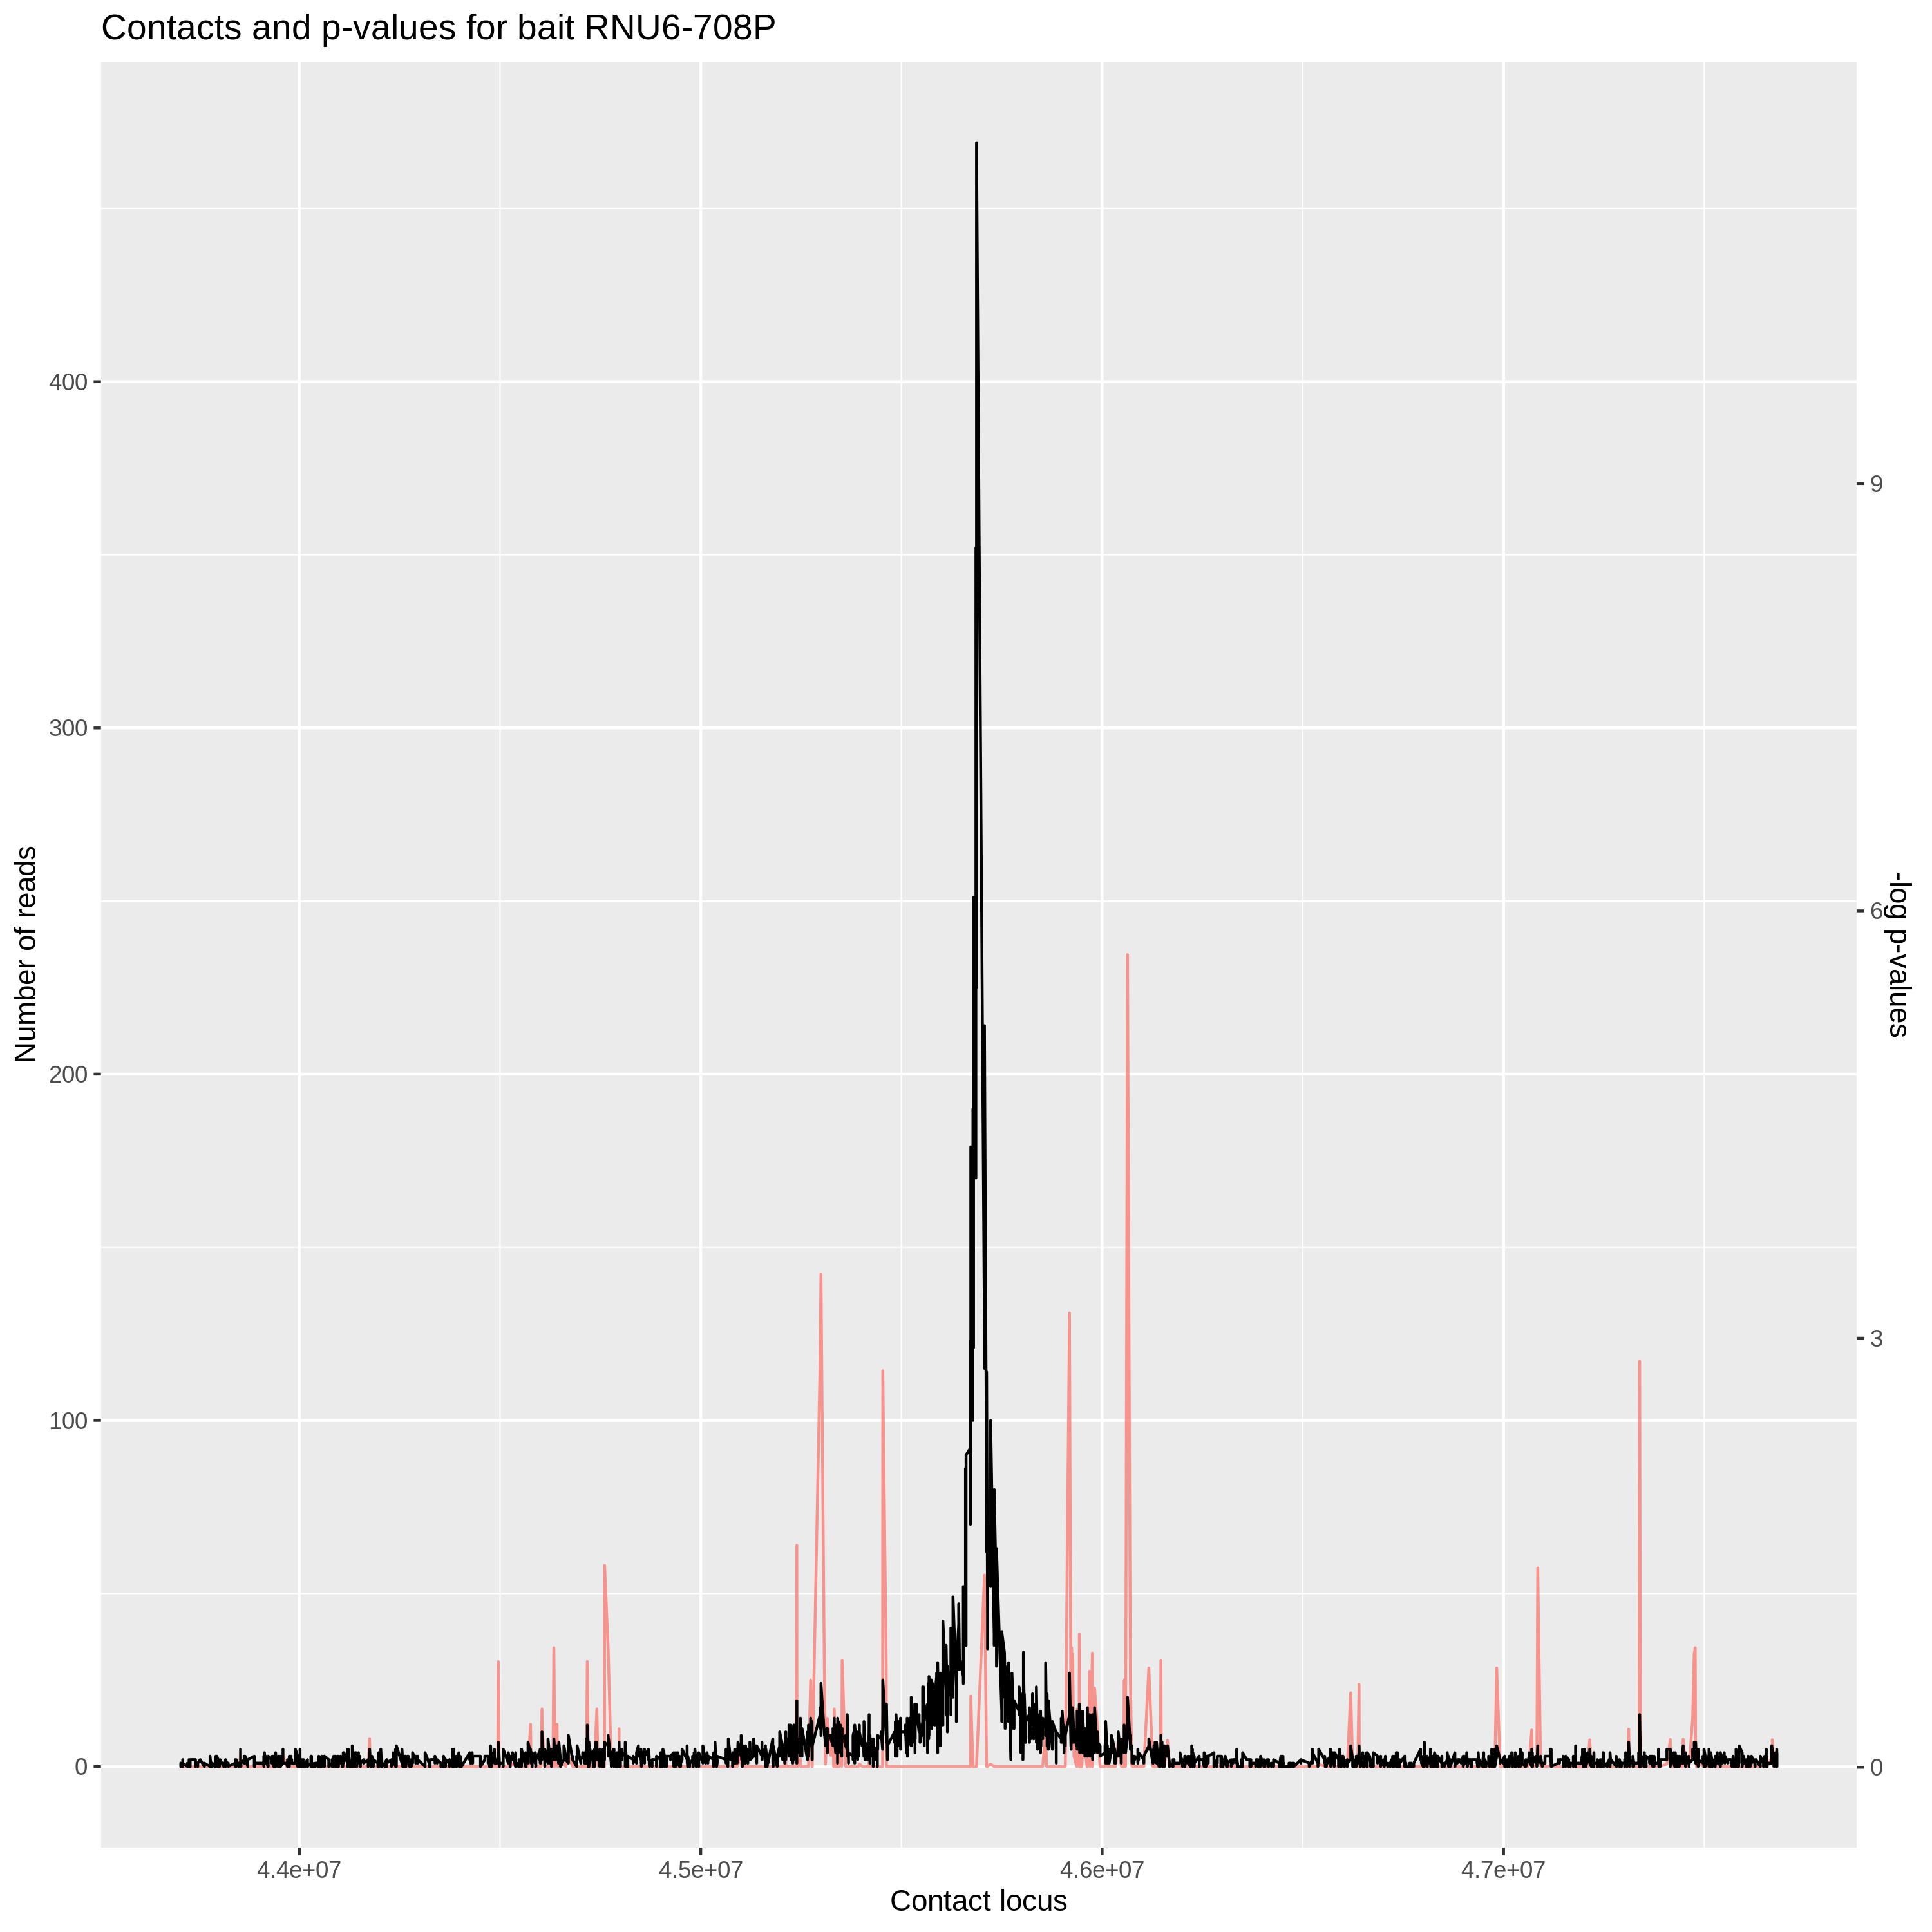 Contacts and p-values for bait RNU6-708P
400
300
200
100
0
Number of reads
9
6
3
0
-log p-values
4.4e+07
4.5e+07
4.6e+07
4.7e+07
Contact locus